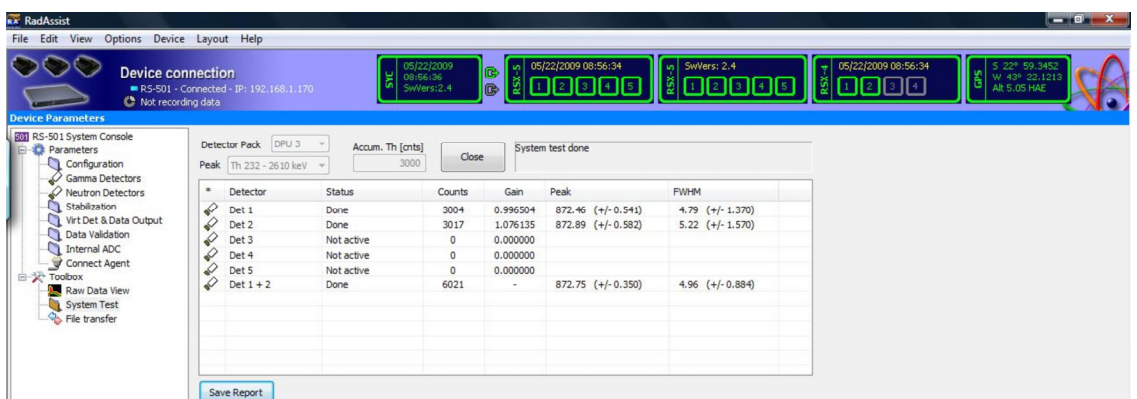 RadAssist
File Edit View Options Device Layout Help
Device connection
RS-501 - Connected - IP: 192.168.1.170
Not recording data
SYC
05/22/2009
08:56:36
SwVers:2.4
RSX-5
05/22/2009 08:56:34
1 2 3 4 5
RSX-5
SwVers: 2.4
1 2 3 4 5
RSX-4
05/22/2009 08:56:34
1 2 3 4
GPS
S 22° 59.3452
W 43° 22.1213
Alt 5.05 HAE
Device Parameters
501 RS-501 System Console
Parameters
Configuration
Gamma Detectors
Neutron Detectors
Stabilization
Virt Det & Data Output
Data Validation
Internal ADC
Connect Agent
Toolbox
Raw Data View
System Test
File transfer
Detector Pack DPU 3 Accum. Th [cnts] Close System test done
Peak Th 232 - 2610 keV 3000
* Detector Status Counts Gain Peak FWHM
Det 1 Done 3004 0.996504 872.46 (+/- 0.541) 4.79 (+/- 1.370)
Det 2 Done 3017 1.076135 872.89 (+/- 0.582) 5.22 (+/- 1.570)
Det 3 Not active 0 0.000000
Det 4 Not active 0 0.000000
Det 5 Not active 0 0.000000
Det 1 + 2 Done 6021 - 872.75 (+/- 0.350) 4.96 (+/- 0.884)
Save Report